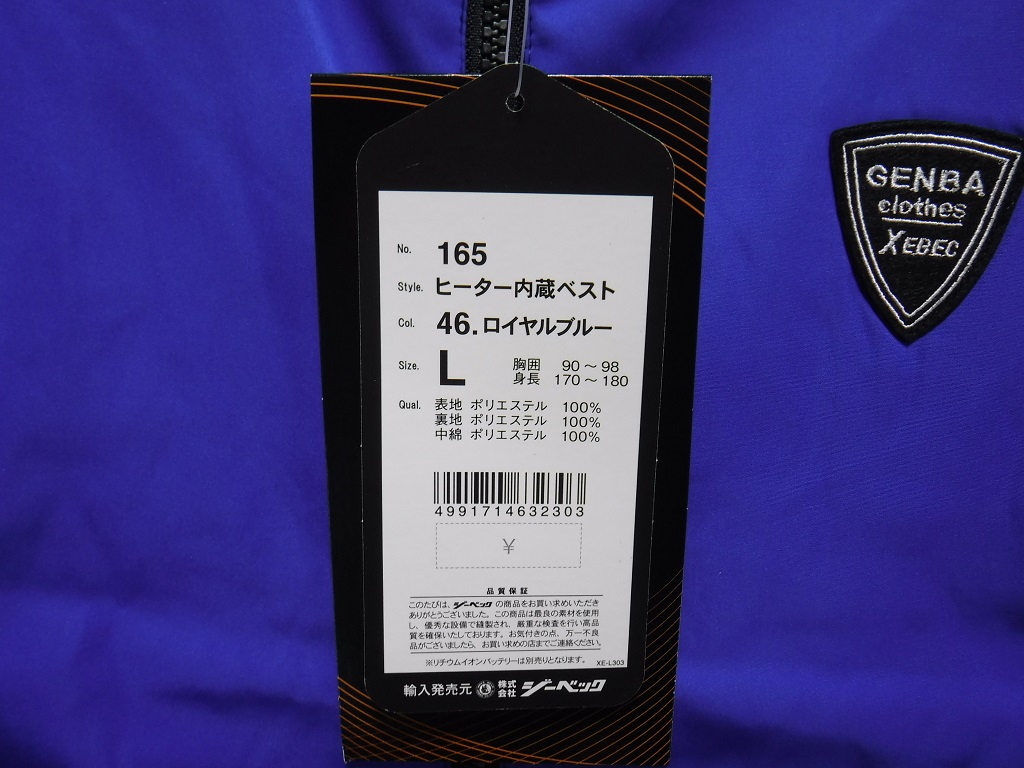 GENBA
clothes
XEBEC
No. 165
Style. ヒーター内蔵ベスト
Col. 46.ロイヤルブルー
Size. L 胸囲 90～98
身長 170～180
Qual. 表地 ポリエステル 100%
裏地 ポリエステル 100%
中綿 ポリエステル 100%
4991714632303
¥
品質保証
このたびは、ジーベックの商品をお買い求めいただき
ありがとうございました。この商品は最良の素材を使用
し、優秀な設備で縫製され、厳重な検査を行い高品
質を確保いたしております。お気付きの点、万一不良
品がございましたら、お買い求めの店までご連絡ください。
※リチウムイオンバッテリーは別売りとなります。 XE-L303
輸入発売元 株式会社 ジーベック